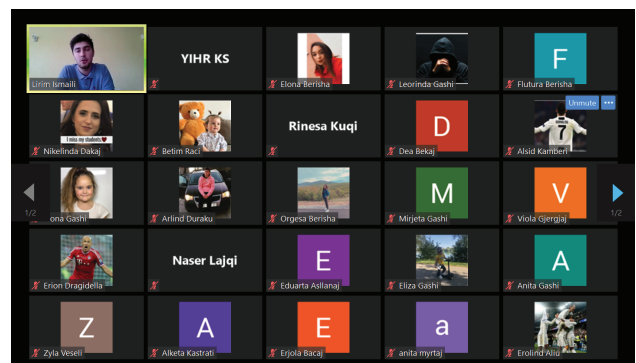 Lirim Ismaili
YIHR KS
Elona Berisha
Leorinda Gashi
F
Flutura Berisha
I miss my students
Nikelinda Dakaj
Betim Raci
Rinesa Kuqi
D
Dea Bekaj
Unmute
7
Alsid Kamberi
1/2
ona Gashi
Arlind Duraku
Orgesa Berisha
M
Mirjeta Gashi
V
Viola Gjergjaj
1/2
Erion Dragidella
Naser Lajqi
E
Eduarta Asllanaj
Eliza Gashi
A
Anita Gashi
Z
Zyla Veseli
A
Alketa Kastrati
E
Erjola Bacaj
a
anita myrtaj
Erolind Aliu